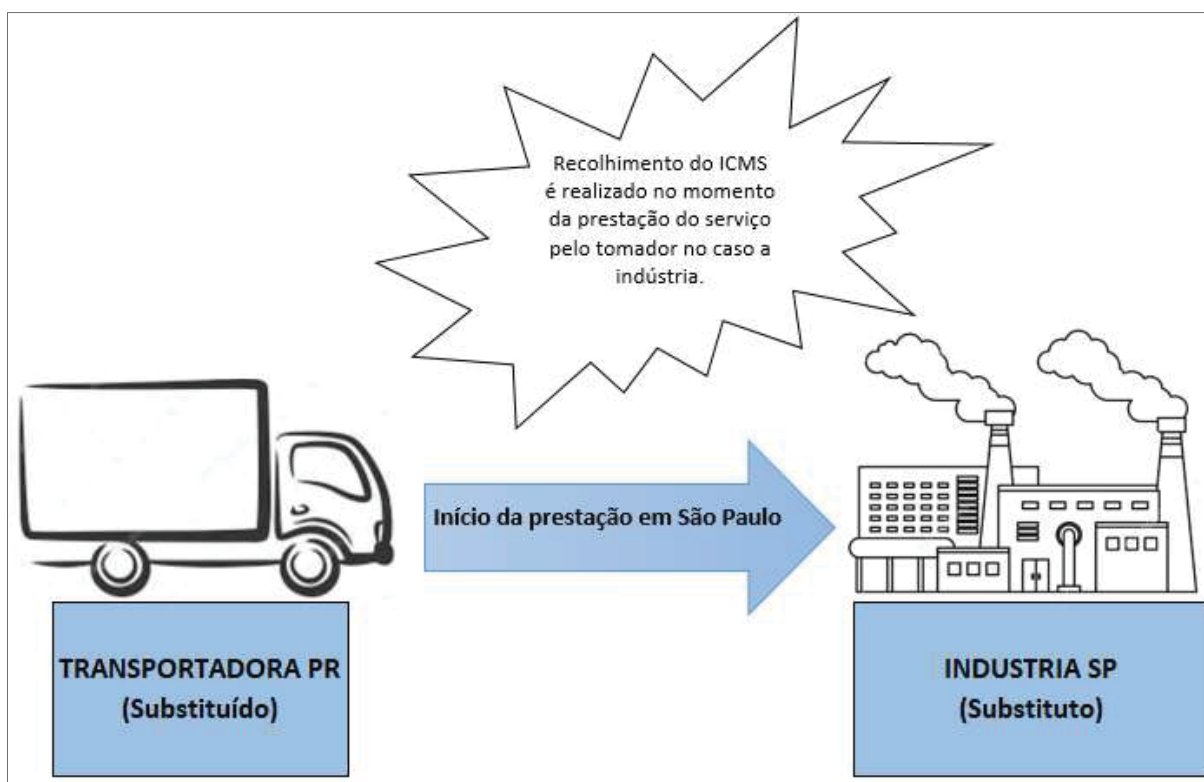 Recolhimento do ICMS
é realizado no momento
da prestação do serviço
pelo tomador no caso a
indústria.
Início da prestação em São Paulo
TRANSPORTADORA PR
(Substituído)
INDUSTRIA SP
(Substituto)